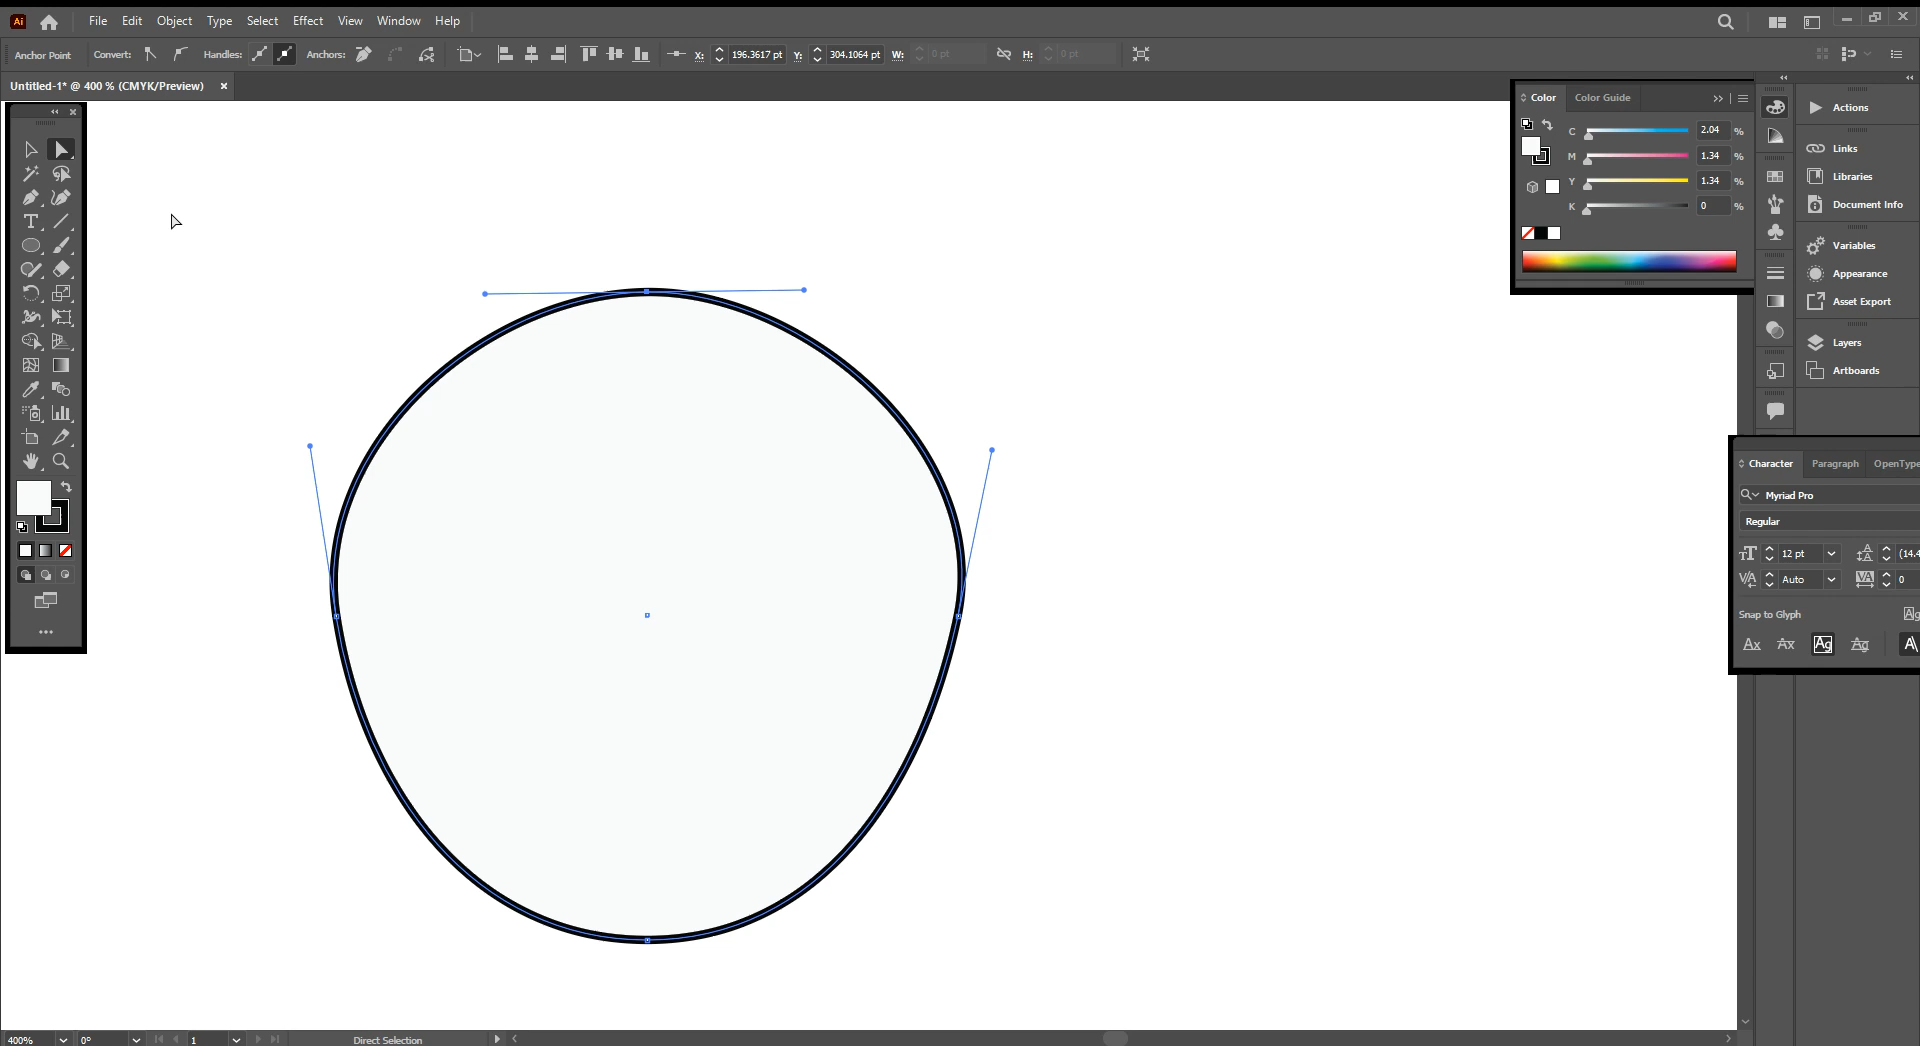 Ai File Edit Object Type Select Effect View Window Help
Anchor Point Convert: Handles: Anchors: X: 196.3617 pt Y: 304.1064 pt W: 0 pt H: 0 pt
Untitled-1* @ 400 % (CMYK/Preview) ×
Color Color Guide
C 2.04 %
M 1.34 %
Y 1.34 %
K 0 %
Actions
Links
Libraries
Document Info
Variables
Appearance
Asset Export
Layers
Artboards
Character Paragraph OpenType
Myriad Pro
Regular
12 pt (14.4
Auto 0
Snap to Glyph
400% 0° 1 Direct Selection